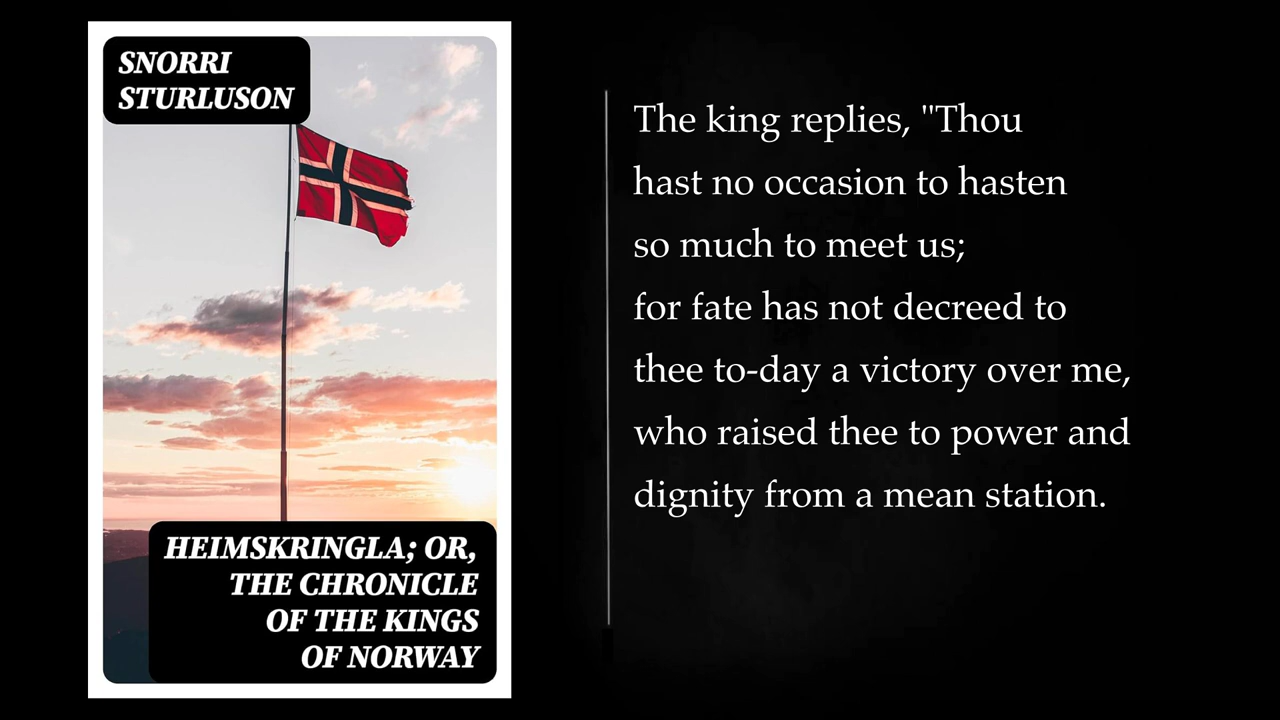 SNORRI
STURLUSON
HEIMSKRINGLA; OR,
THE CHRONICLE
OF THE KINGS
OF NORWAY
The king replies, "Thou
hast no occasion to hasten
so much to meet us;
for fate has not decreed to
thee to-day a victory over me,
who raised thee to power and
dignity from a mean station.